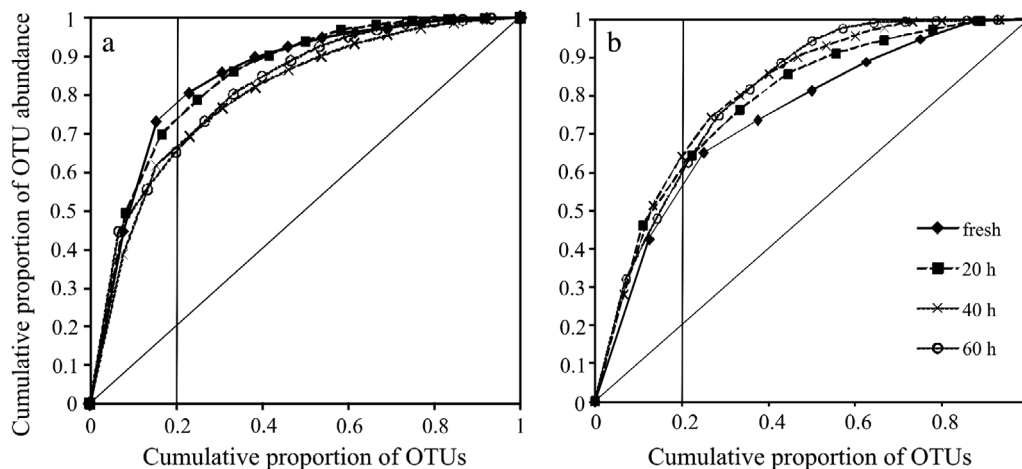 a
Cumulative proportion of OTU abundance
1
0.9
0.8
0.7
0.6
0.5
0.4
0.3
0.2
0.1
0
0 0.2 0.4 0.6 0.8 1
Cumulative proportion of OTUs
b
1
0.9
0.8
0.7
0.6
0.5
0.4
0.3
0.2
0.1
0
0 0.2 0.4 0.6 0.8
Cumulative proportion of OTUs
fresh
20 h
40 h
60 h